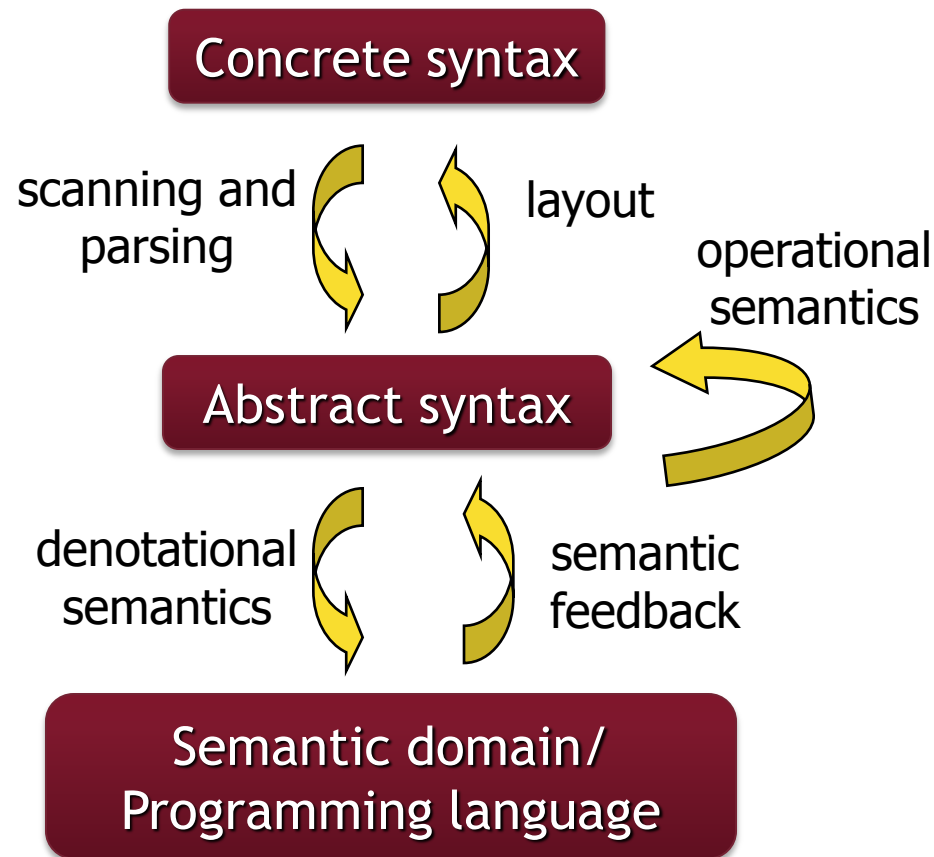 Concrete syntax
scanning and
parsing
layout
operational
semantics
Abstract syntax
denotational
semantics
semantic
feedback
Semantic domain/
Programming language